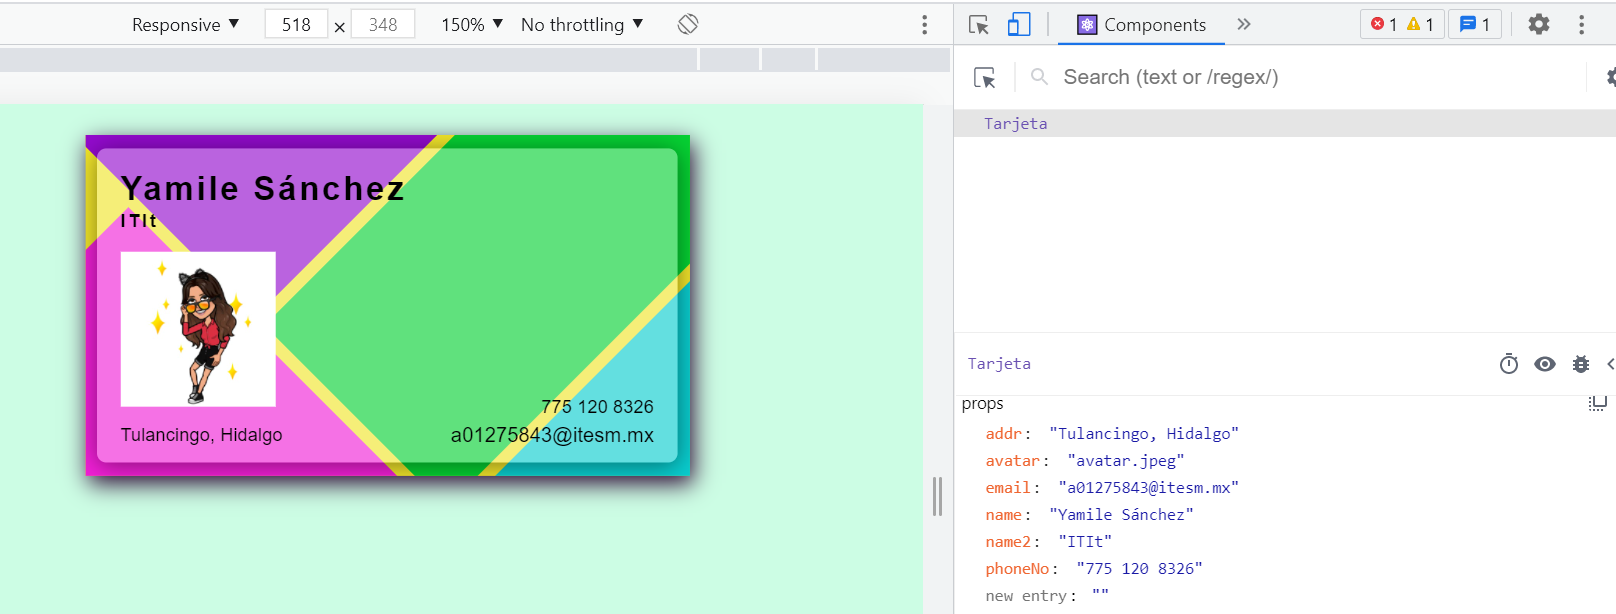 Responsive ▼ 518 × 348 150% ▼ No throttling ▼
Components » 1 1 1
Search (text or /regex/)
Tarjeta
Yamile Sánchez
ITIt
775 120 8326
Tulancingo, Hidalgo a01275843@itesm.mx
Tarjeta
props
addr: "Tulancingo, Hidalgo"
avatar: "avatar.jpeg"
email: "a01275843@itesm.mx"
name: "Yamile Sánchez"
name2: "ITIt"
phoneNo: "775 120 8326"
new entry: ""